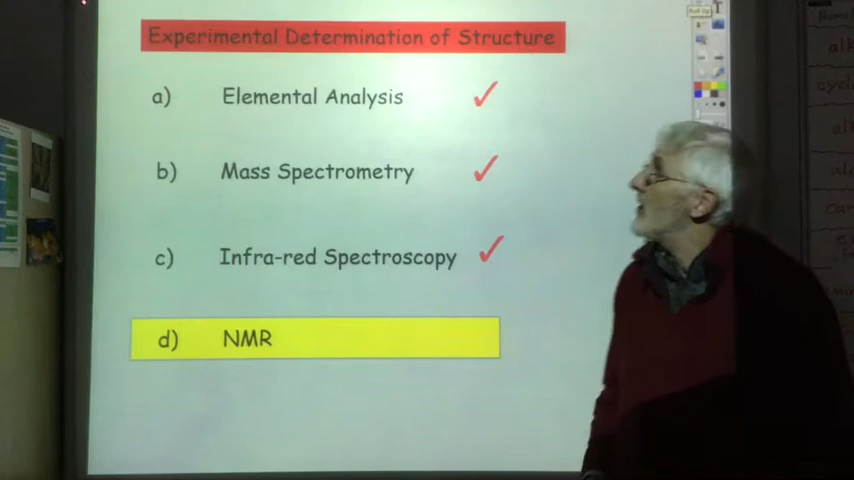 Experimental Determination of Structure
a) Elemental Analysis
b) Mass Spectrometry
c) Infra-red Spectroscopy
d) NMR